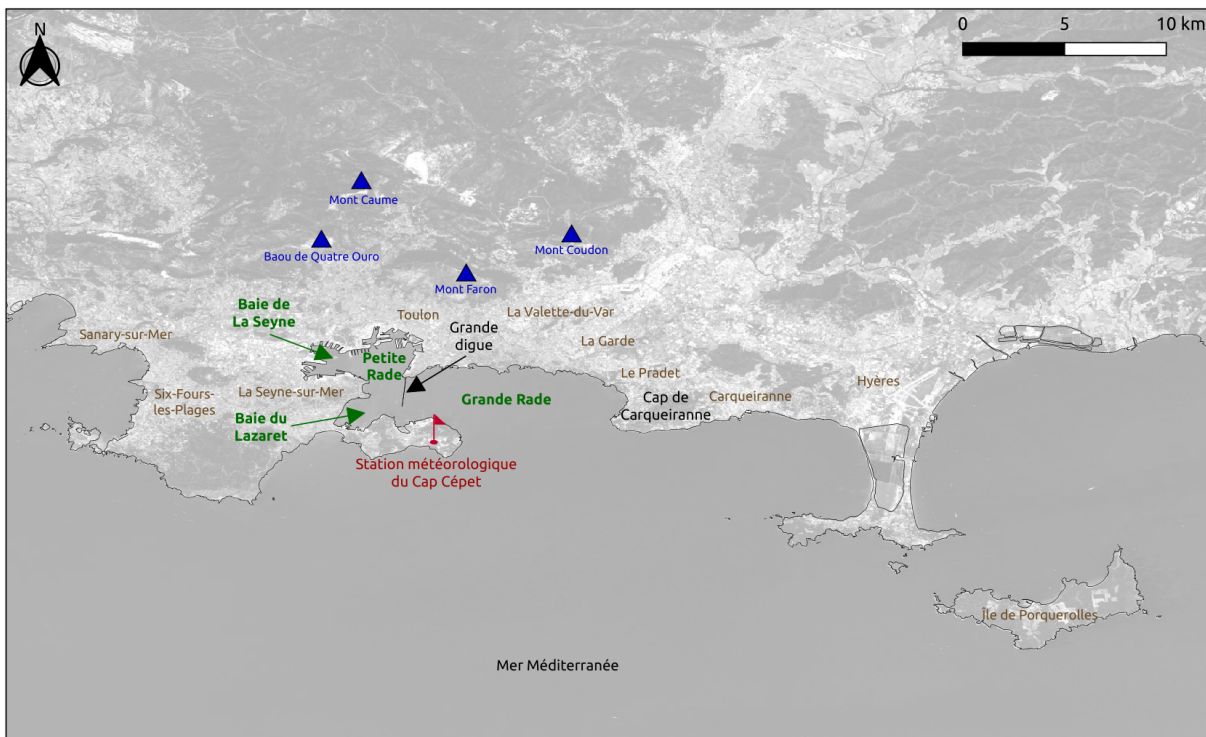 N
0 5 10 km
Mont Caume
Baou de Quatre Ouro
Mont Coudon
Mont Faron
Baie de
La Seyne
Toulon
La Valette-du-Var
Sanary-sur-Mer
Grande
digue
La Garde
Petite
Rade
Le Pradet
Hyères
Six-Fours-
les-Plages
La Seyne-sur-Mer
Grande Rade
Cap de
Carqueiranne
Carqueiranne
Baie du
Lazaret
Station météorologique
du Cap Cépet
Île de Porquerolles
Mer Méditerranée